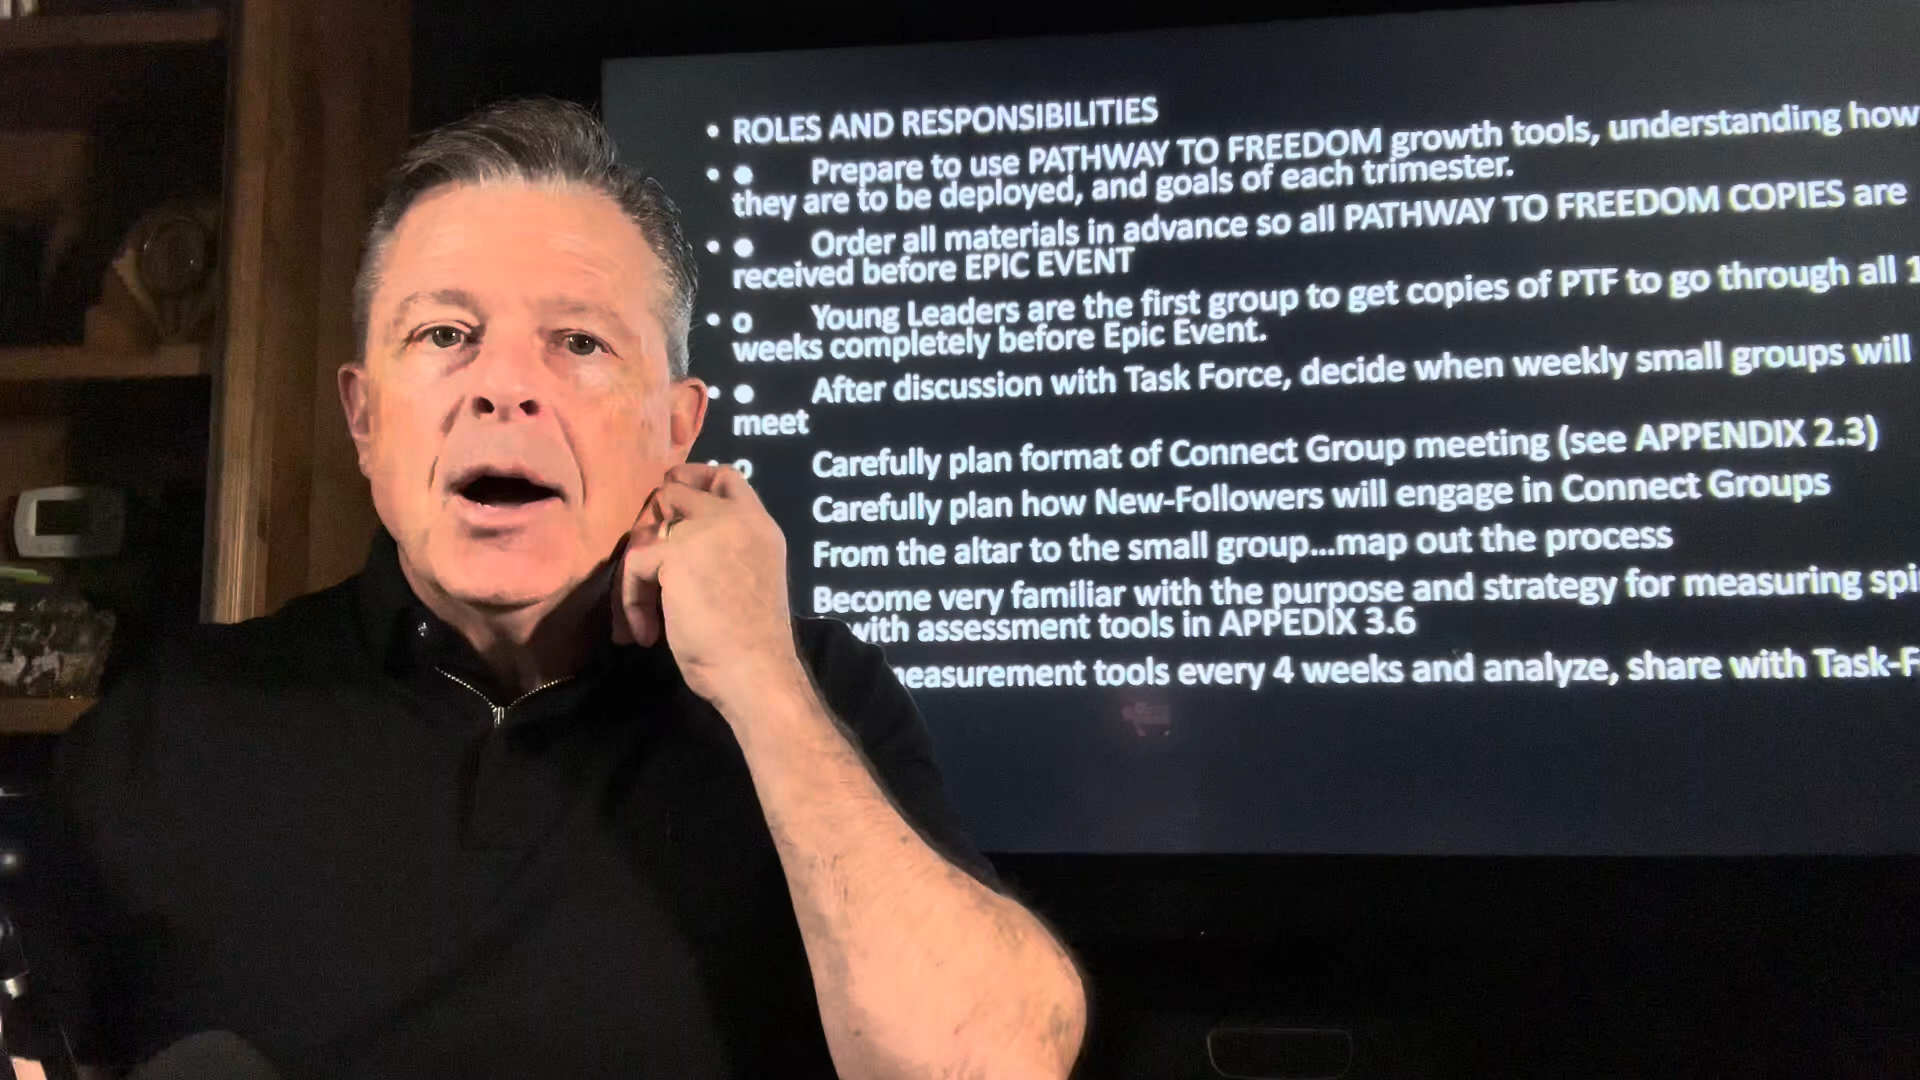 • ROLES AND RESPONSIBILITIES
• ● Prepare to use PATHWAY TO FREEDOM growth tools, understanding how
they are to be deployed, and goals of each trimester.
• ● Order all materials in advance so all PATHWAY TO FREEDOM COPIES are
received before EPIC EVENT
• o Young Leaders are the first group to get copies of PTF to go through all
weeks completely before Epic Event.
• ● After discussion with Task Force, decide when weekly small groups will
meet
• o Carefully plan format of Connect Group meeting (see APPENDIX 2.3)
Carefully plan how New-Followers will engage in Connect Groups
From the altar to the small group...map out the process
Become very familiar with the purpose and strategy for measuring
with assessment tools in APPEDIX 3.6
measurement tools every 4 weeks and analyze, share with